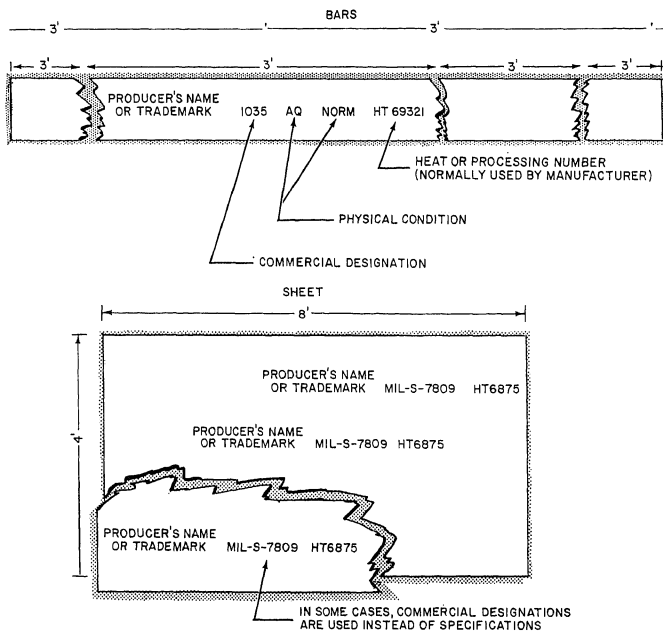 BARS
3' ' 3' '
3' 3' 3' 3'
PRODUCER'S NAME
OR TRADEMARK 1035 AQ NORM HT 69321
HEAT OR PROCESSING NUMBER
(NORMALLY USED BY MANUFACTURER)
PHYSICAL CONDITION
COMMERCIAL DESIGNATION
SHEET
8'
4'
PRODUCER'S NAME
OR TRADEMARK MIL-S-7809 HT6875
PRODUCER'S NAME
OR TRADEMARK MIL-S-7809 HT6875
PRODUCER'S NAME
OR TRADEMARK MIL-S-7809 HT6875
IN SOME CASES, COMMERCIAL DESIGNATIONS
ARE USED INSTEAD OF SPECIFICATIONS